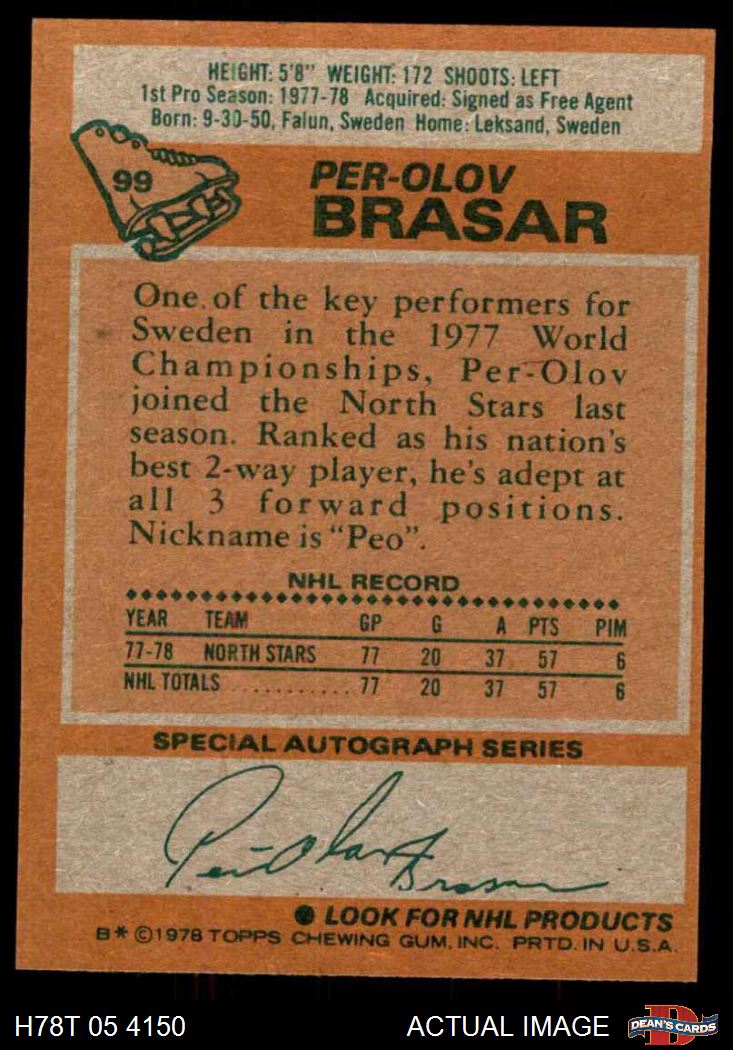 HEIGHT: 5'8" WEIGHT: 172 SHOOTS: LEFT
1st Pro Season: 1977-78 Acquired: Signed as Free Agent
Born: 9-30-50, Falun, Sweden Home: Leksand, Sweden
99
PER-OLOV
BRASAR
One of the key performers for
Sweden in the 1977 World
Championships, Per-Olov
joined the North Stars last
season. Ranked as his nation's
best 2-way player, he's adept at
all 3 forward positions.
Nickname is "Peo".
NHL RECORD
YEAR TEAM GP G A PTS PIM
77-78 NORTH STARS 77 20 37 57 6
NHL TOTALS ........... 77 20 37 57 6
SPECIAL AUTOGRAPH SERIES
Per Olov Brasar
LOOK FOR NHL PRODUCTS
B* ©1978 TOPPS CHEWING GUM, INC. PRTD. IN U.S.A.
H78T 05 4150 ACTUAL IMAGE DEAN'S CARDS